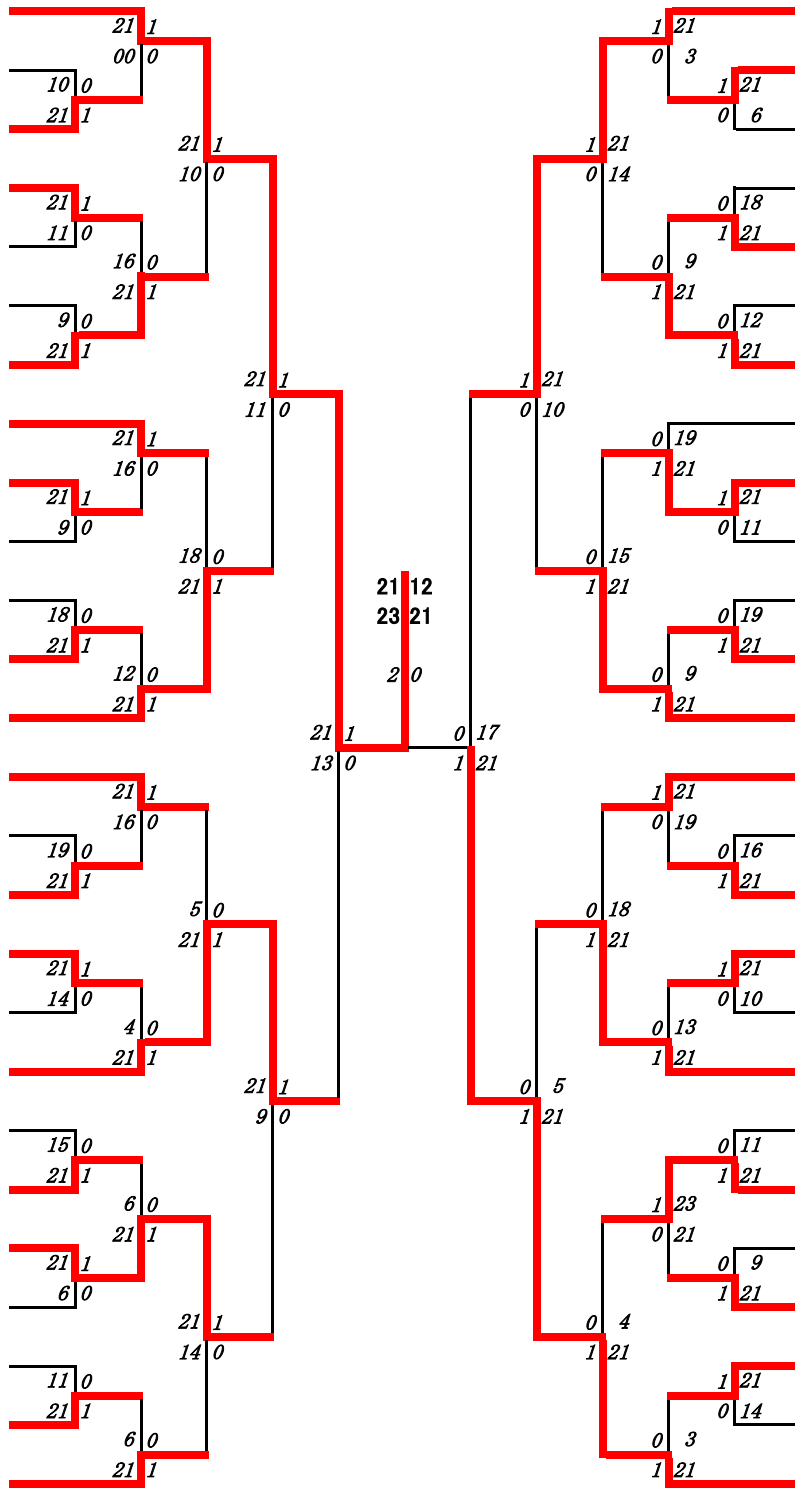 21 1 1 21
00 0 0 3
10 0 1 21
21 1 0 6
21 1 1 21
10 0 0 14
21 1 0 18
11 0 1 21
16 0 0 9
21 1 1 21
9 0 0 12
21 1 1 21
21 1 1 21
11 0 0 10
21 1 0 19
16 0 1 21
21 1 1 21
9 0 0 11
18 0 0 15
21 1 1 21
21 12
23 21
18 0 0 19
21 1 1 21
12 0 2 0 0 9
21 1 1 21
21 1 0 17
13 0 1 21
21 1 1 21
16 0 0 19
19 0 0 16
21 1 1 21
5 0 0 18
21 1 1 21
21 1 1 21
14 0 0 10
4 0 0 13
21 1 1 21
21 1 0 5
9 0 1 21
15 0 0 11
21 1 1 21
6 0 1 23
21 1 0 21
21 1 0 9
6 0 1 21
21 1 0 4
14 0 1 21
11 0 1 21
21 1 0 14
6 0 0 3
21 1 1 21